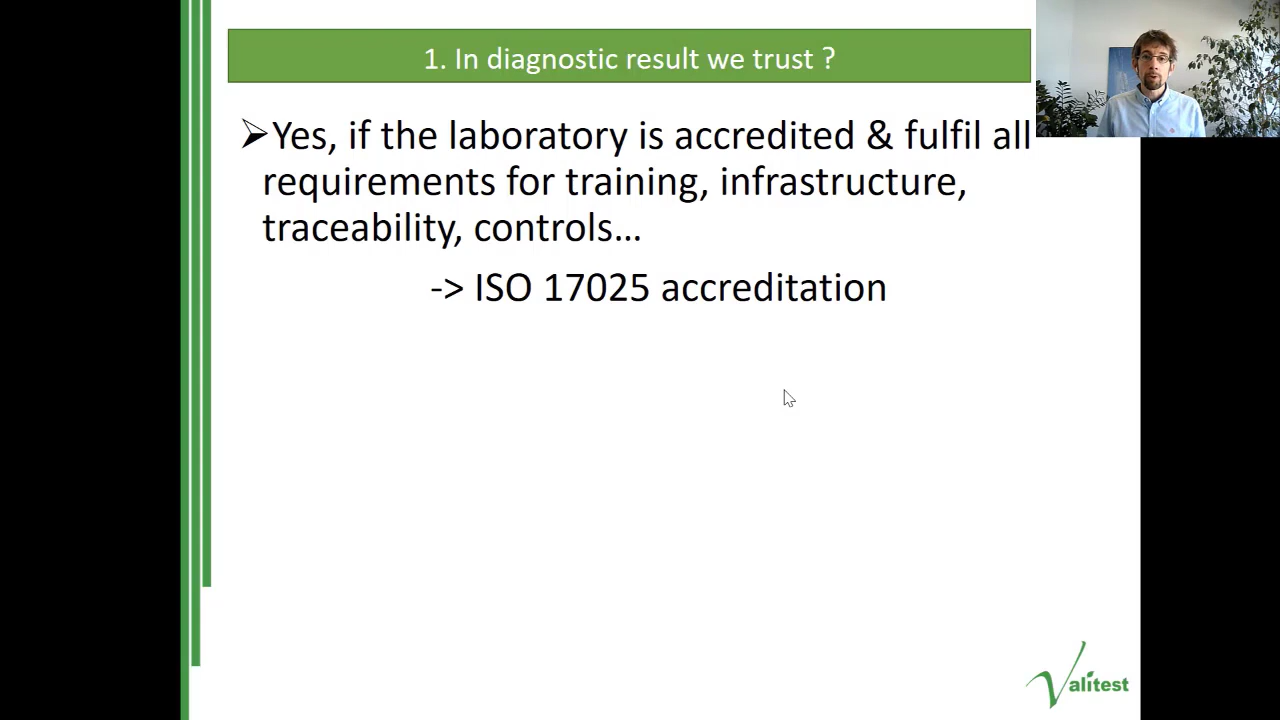 1. In diagnostic result we trust ?
➢Yes, if the laboratory is accredited & fulfil all
requirements for training, infrastructure,
traceability, controls…
-> ISO 17025 accreditation
Valitest